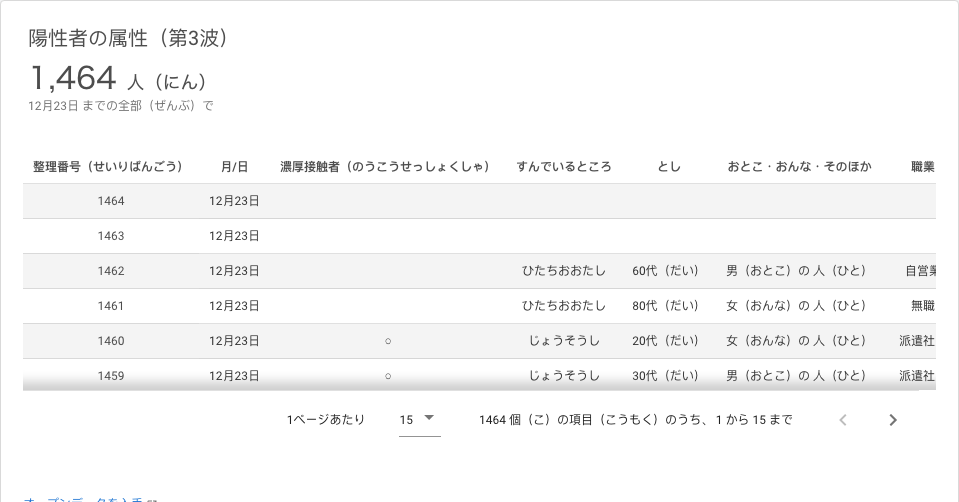 陽性者の属性（第3波）
1,464 人（にん）
12月23日 までの全部（ぜんぶ）で
整理番号（せいりばんごう） 月/日 濃厚接触者（のうこうせっしょくしゃ） すんでいるところ とし おとこ・おんな・そのほか 職業
1464 12月23日
1463 12月23日
1462 12月23日 ひたちおおたし 60代（だい） 男（おとこ）の 人（ひと） 自営業
1461 12月23日 ひたちおおたし 80代（だい） 女（おんな）の 人（ひと） 無職
1460 12月23日 ○ じょうそうし 20代（だい） 女（おんな）の 人（ひと） 派遣社
1459 12月23日 ○ じょうそうし 30代（だい） 男（おとこ）の 人（ひと） 派遣社
1ページあたり 15 1464 個（こ）の項目（こうもく）のうち、1 から 15 まで
オープンデータを入手